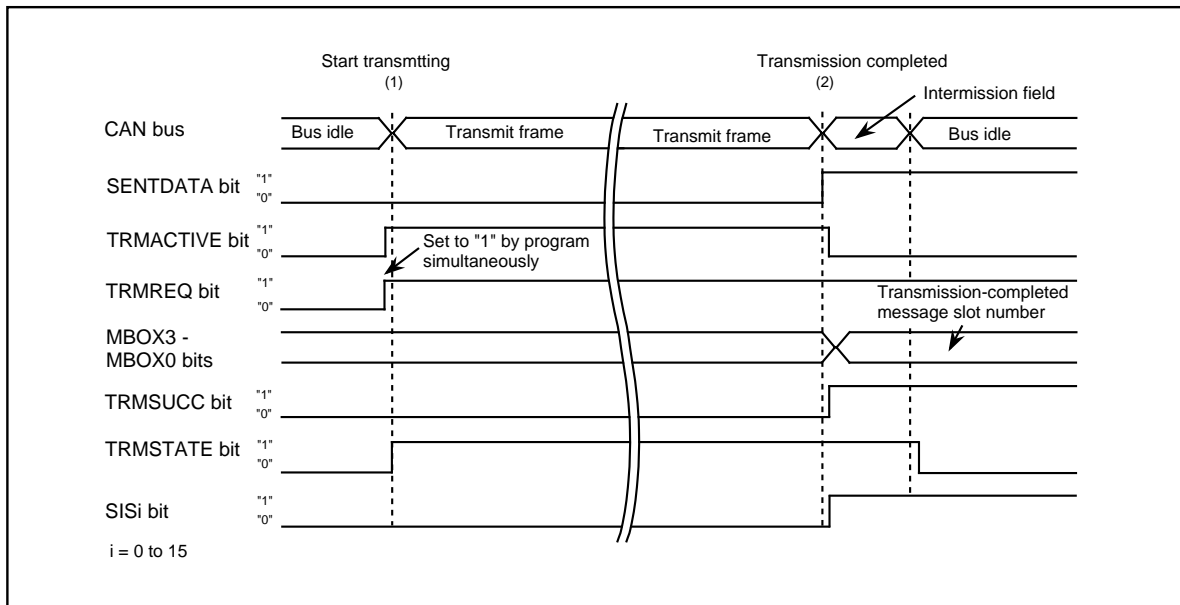 Start transmtting
(1)
Transmission completed
(2)
Intermission field
CAN bus
Bus idle
Transmit frame
Transmit frame
Bus idle
SENTDATA bit
"1"
"0"
TRMACTIVE bit
"1"
"0"
Set to "1" by program
simultaneously
TRMREQ bit
"1"
"0"
Transmission-completed
message slot number
MBOX3 -
MBOX0 bits
TRMSUCC bit
"1"
"0"
TRMSTATE bit
"1"
"0"
SISi bit
"1"
"0"
i = 0 to 15